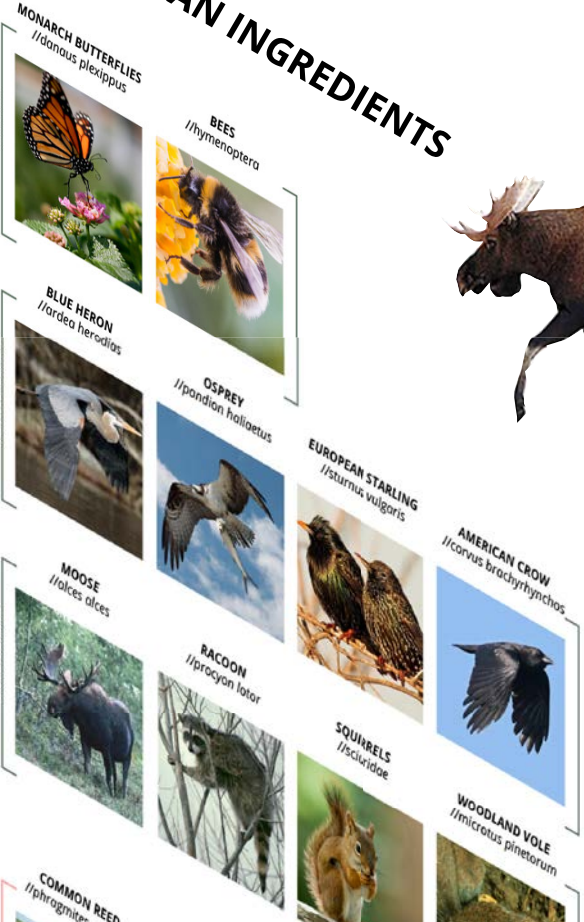 AN INGREDIENTS
MONARCH BUTTERFLIES
//danaus plexippus
BEES
//hymenoptera
BLUE HERON
//ardea herodias
OSPREY
//pandion haliaetus
EUROPEAN STARLING
//sturnus vulgaris
AMERICAN CROW
//corvus brachyrhynchos
MOOSE
//alces alces
RACOON
//procyon lotor
SQUIRRELS
//sciuridae
WOODLAND VOLE
//microtus pinetorum
COMMON REED
//phragmites